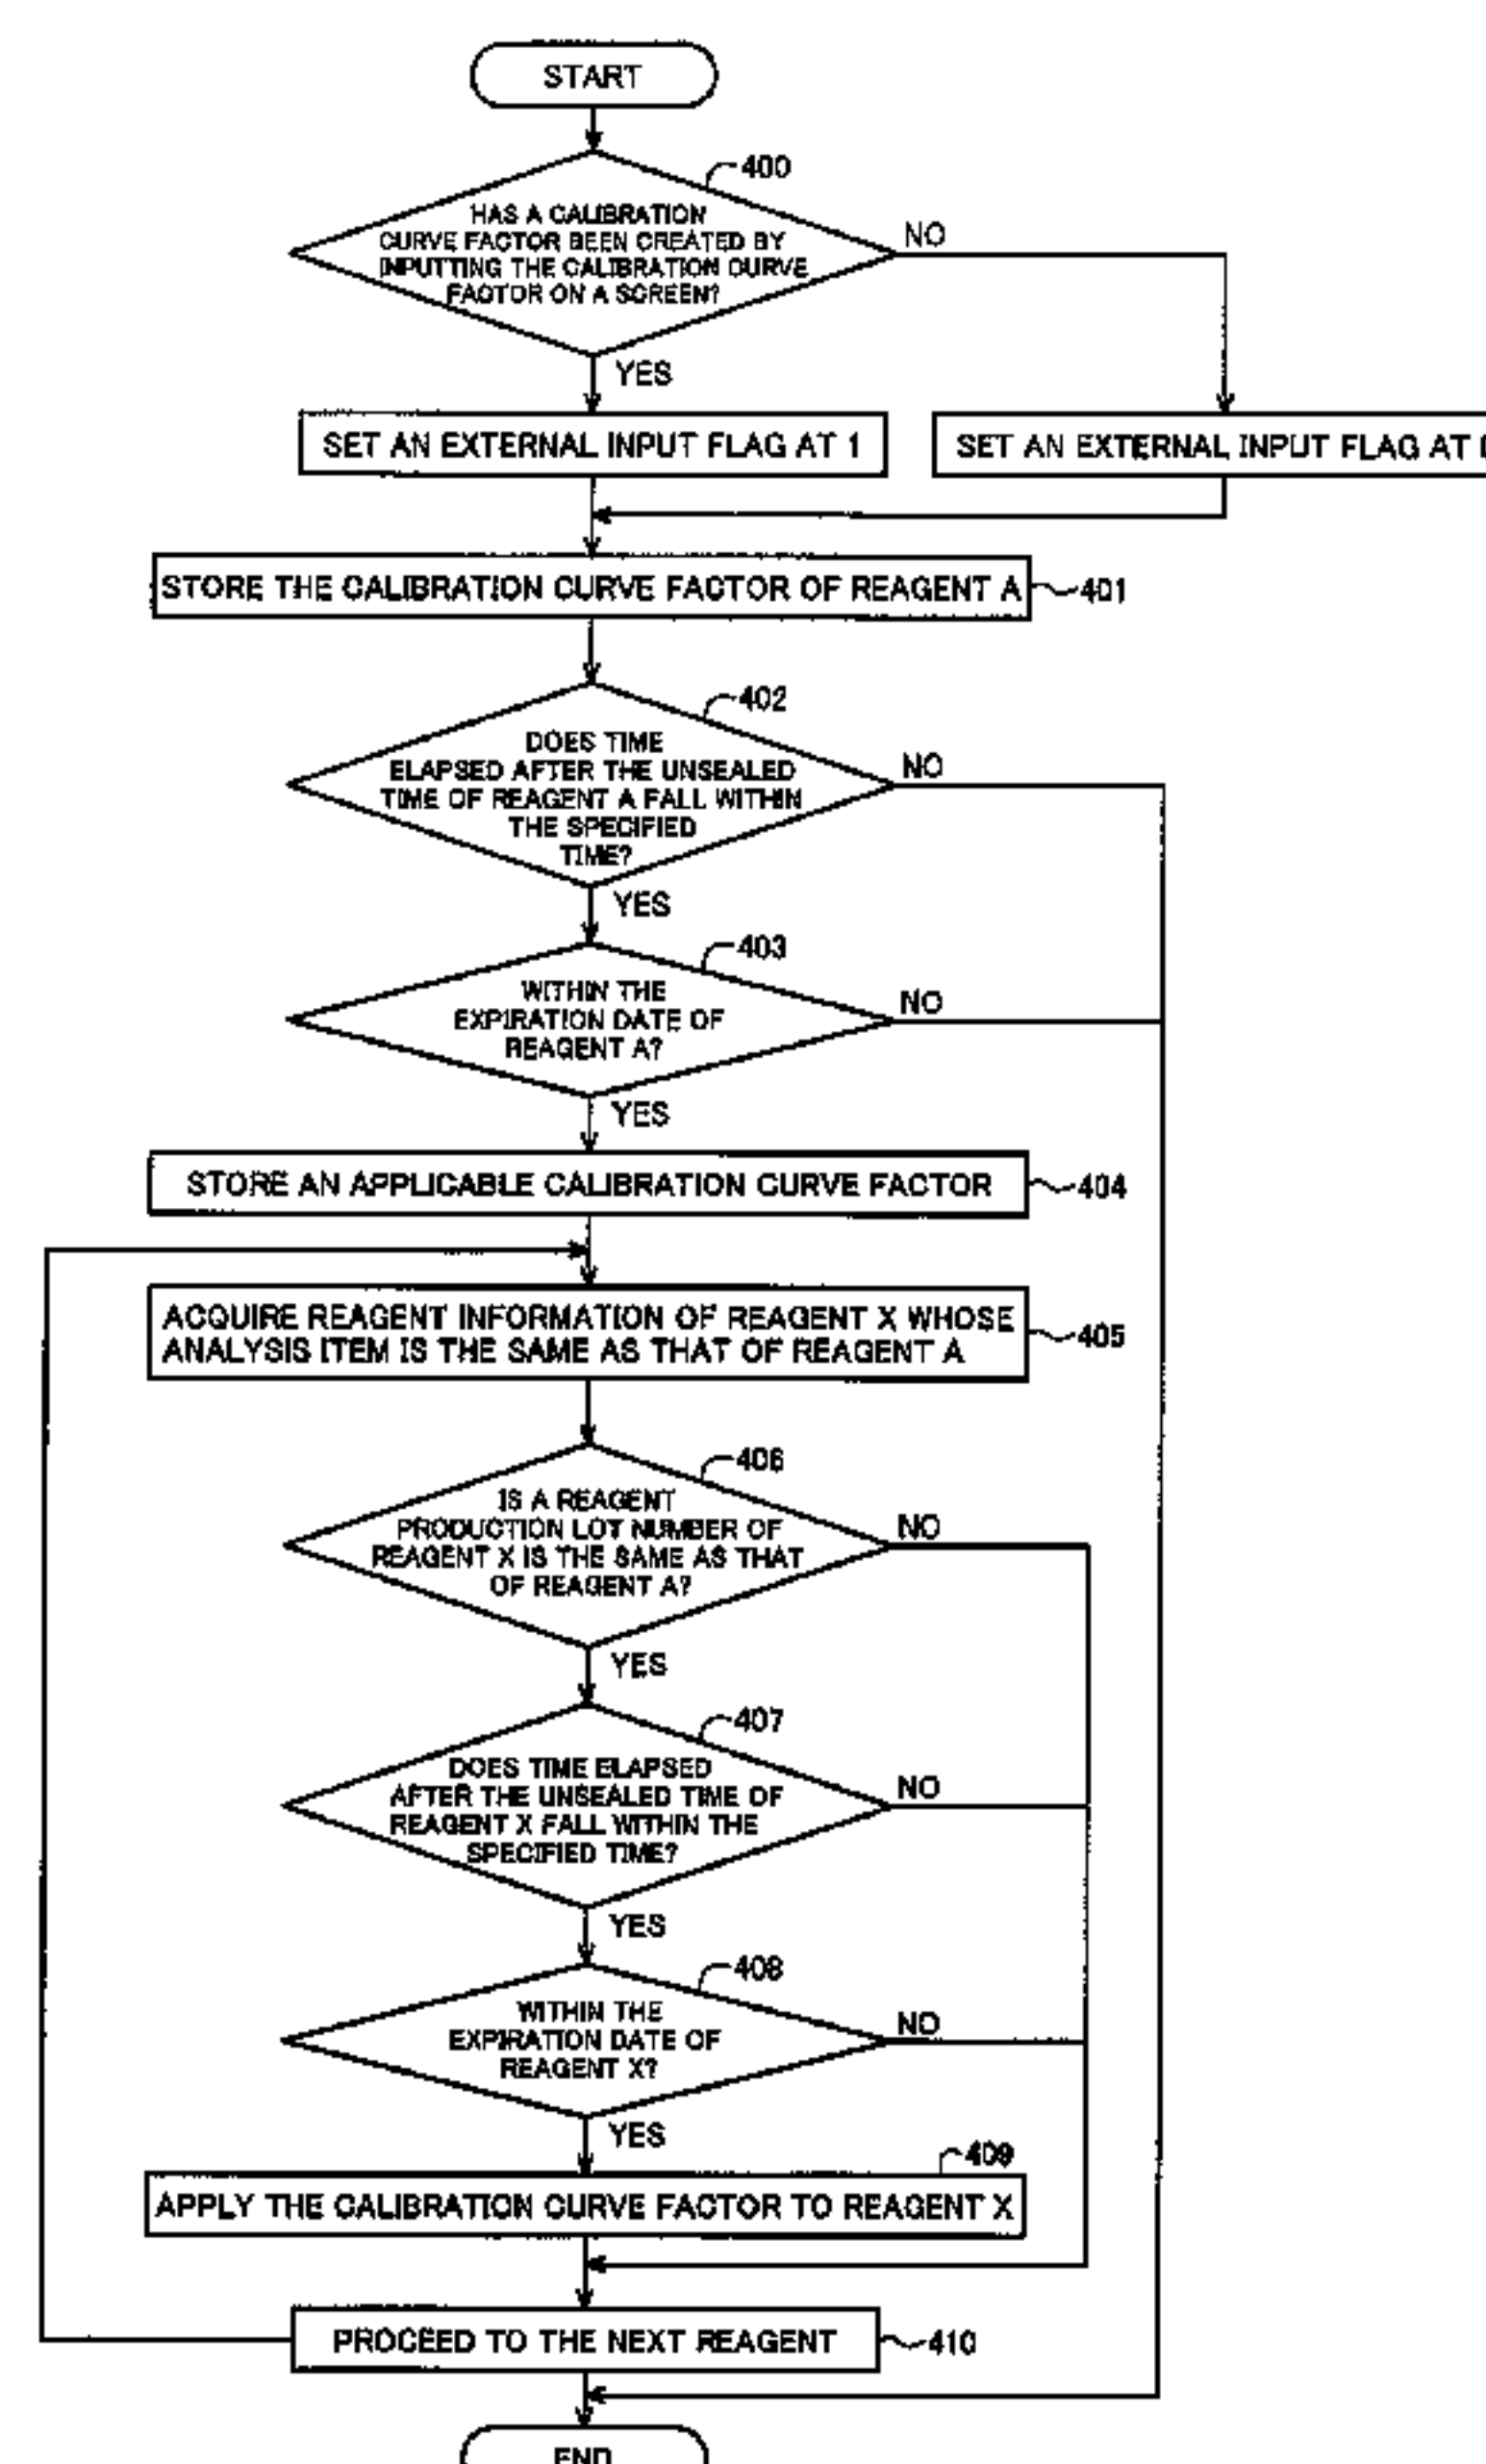 START
400
HAS A CALIBRATION
CURVE FACTOR BEEN CREATED BY
INPUTTING THE CALIBRATION CURVE
FACTOR ON A SCREEN?
NO
YES
SET AN EXTERNAL INPUT FLAG AT 1
SET AN EXTERNAL INPUT FLAG AT
STORE THE CALIBRATION CURVE FACTOR OF REAGENT A
401
402
DOES TIME
ELAPSED AFTER THE UNSEALED
TIME OF REAGENT A FALL WITHIN
THE SPECIFIED
TIME?
NO
YES
403
WITHIN THE
EXPIRATION DATE OF
REAGENT A?
NO
YES
STORE AN APPLICABLE CALIBRATION CURVE FACTOR
404
ACQUIRE REAGENT INFORMATION OF REAGENT X WHOSE
ANALYSIS ITEM IS THE SAME AS THAT OF REAGENT A
405
406
IS A REAGENT
PRODUCTION LOT NUMBER OF
REAGENT X IS THE SAME AS THAT
OF REAGENT A?
NO
YES
407
DOES TIME ELAPSED
AFTER THE UNSEALED TIME OF
REAGENT X FALL WITHIN THE
SPECIFIED TIME?
NO
YES
408
WITHIN THE
EXPIRATION DATE OF
REAGENT X?
NO
YES
409
APPLY THE CALIBRATION CURVE FACTOR TO REAGENT X
PROCEED TO THE NEXT REAGENT
410
END